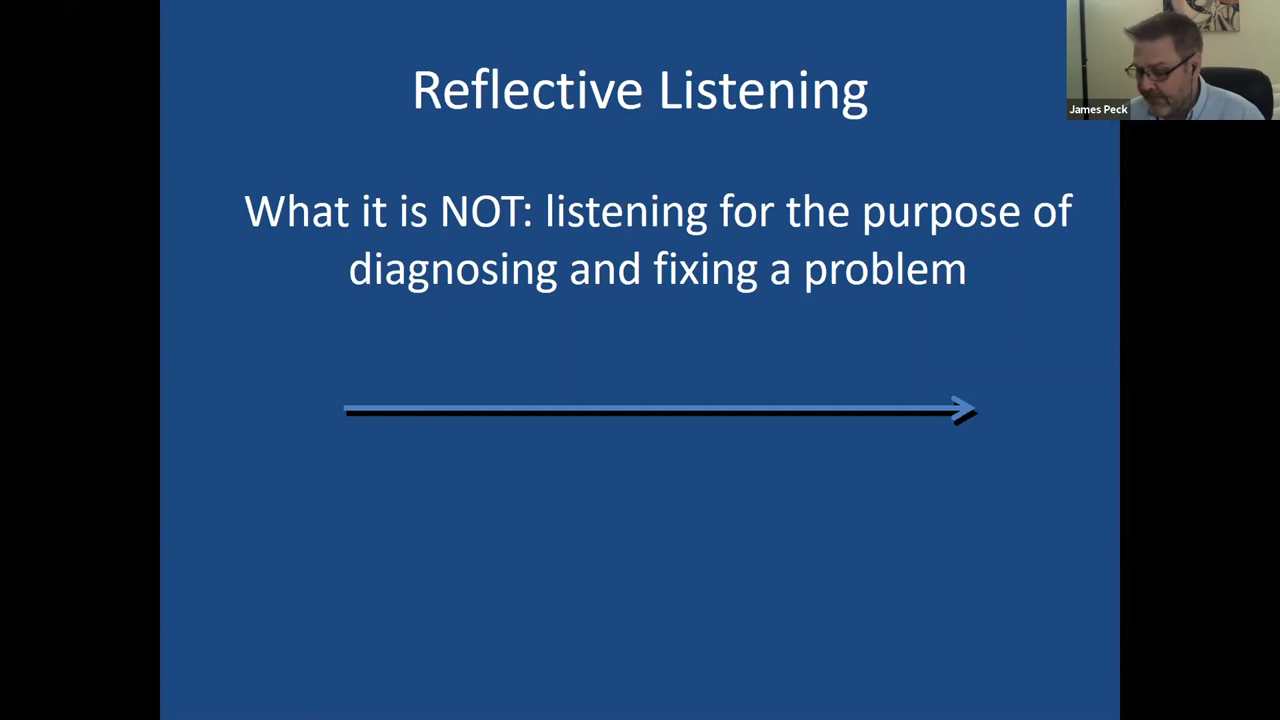 Reflective Listening
What it is NOT: listening for the purpose of
diagnosing and fixing a problem
James Peck